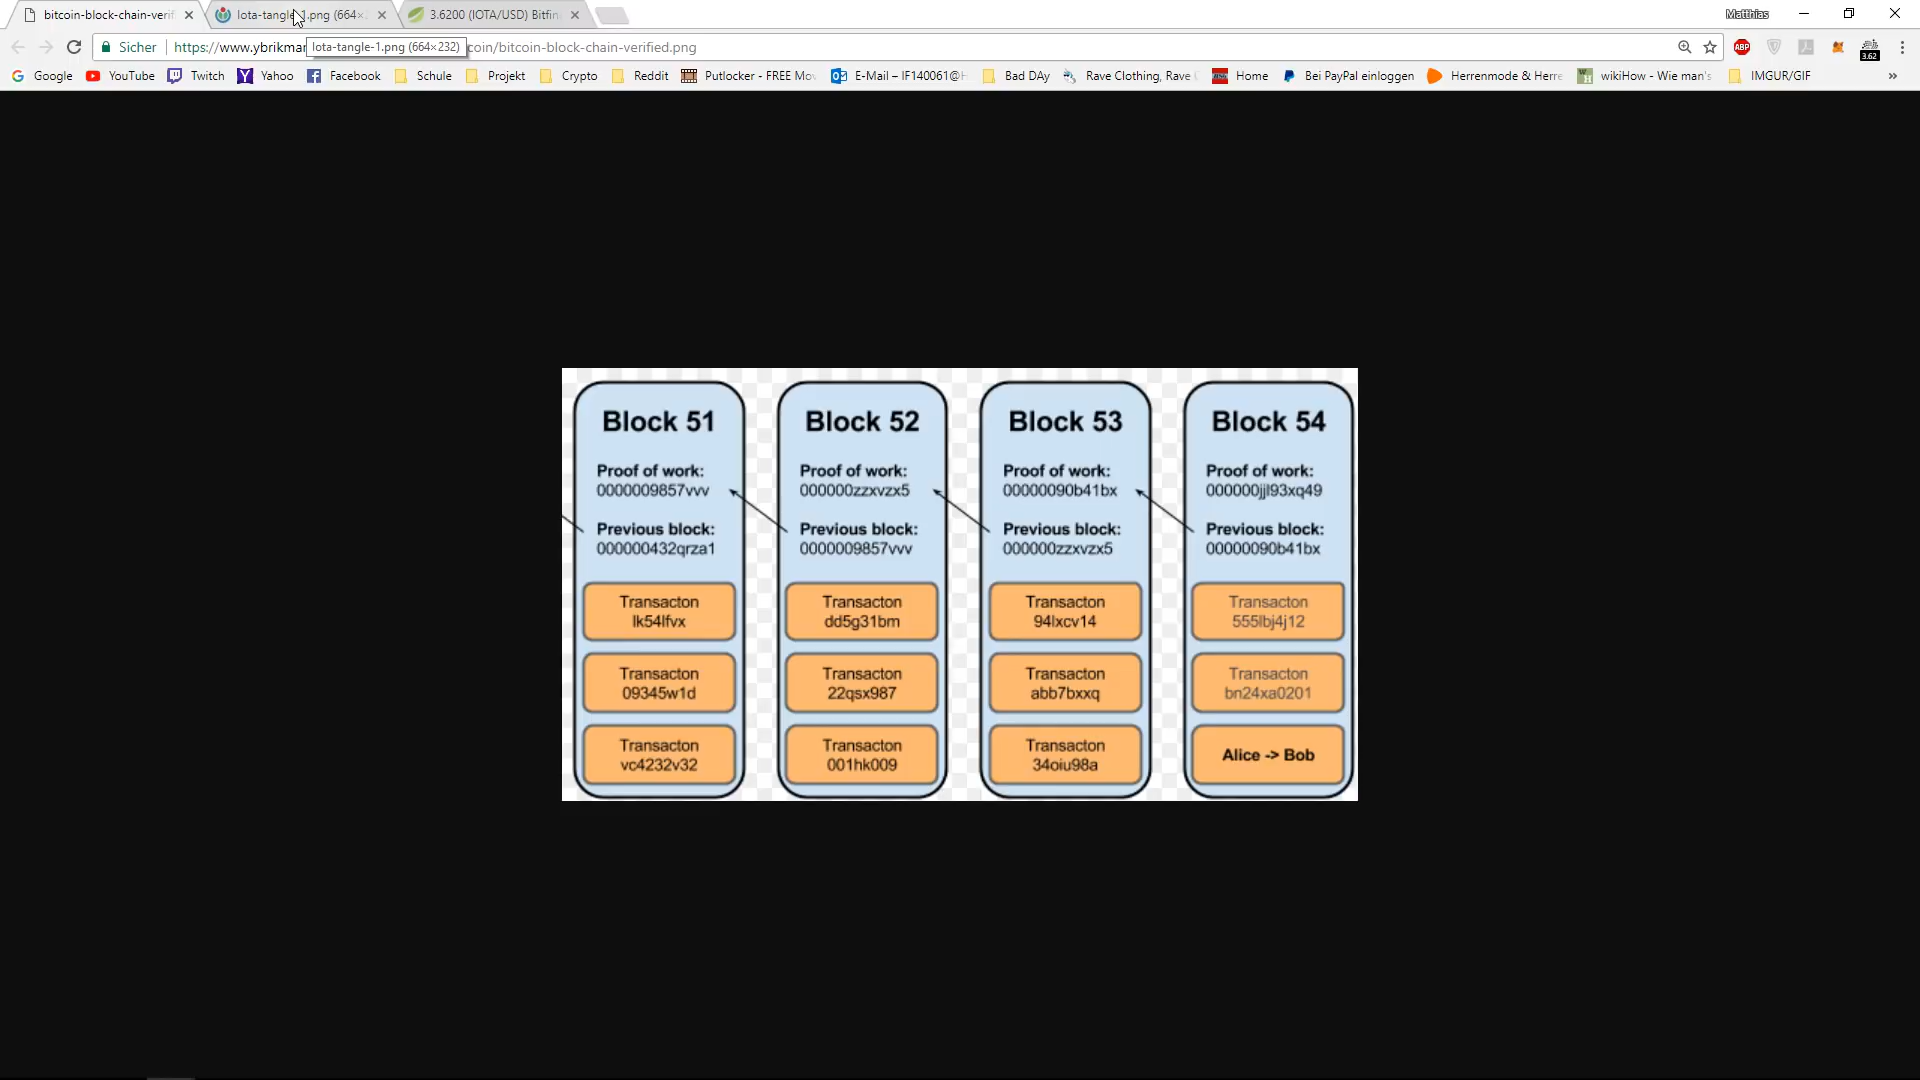 bitcoin-block-chain-verif
Iota-tangle-1.png (664×2
3.6200 (IOTA/USD) Bitfin
Matthias
Sicher
https://www.ybrikmar
coin/bitcoin-block-chain-verified.png
Iota-tangle-1.png (664×232)
ABP
3.62
Google
YouTube
Twitch
Yahoo
Facebook
Schule
Projekt
Crypto
Reddit
Putlocker - FREE Mov
E-Mail – IF140061@H
Bad DAy
Rave Clothing, Rave
Home
Bei PayPal einloggen
Herrenmode & Herre
wikiHow - Wie man's
IMGUR/GIF
»
Block 51
Proof of work:
0000009857vvv
Previous block:
000000432qrza1
Transacton
lk54lfvx
Transacton
09345w1d
Transacton
vc4232v32
Block 52
Proof of work:
000000zzxvzx5
Previous block:
0000009857vvv
Transacton
dd5g31bm
Transacton
22qsx987
Transacton
001hk009
Block 53
Proof of work:
00000090b41bx
Previous block:
000000zzxvzx5
Transacton
94lxcv14
Transacton
abb7bxxq
Transacton
34oiu98a
Block 54
Proof of work:
000000jjl93xq49
Previous block:
00000090b41bx
Transacton
555lbj4j12
Transacton
bn24xa0201
Alice -> Bob